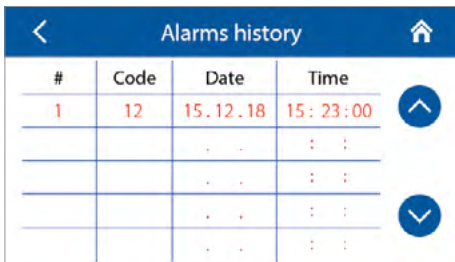 Alarms history
# Code Date Time
1 12 15.12.18 15:23:00
. . : :
. . : :
. . : :
. . : :